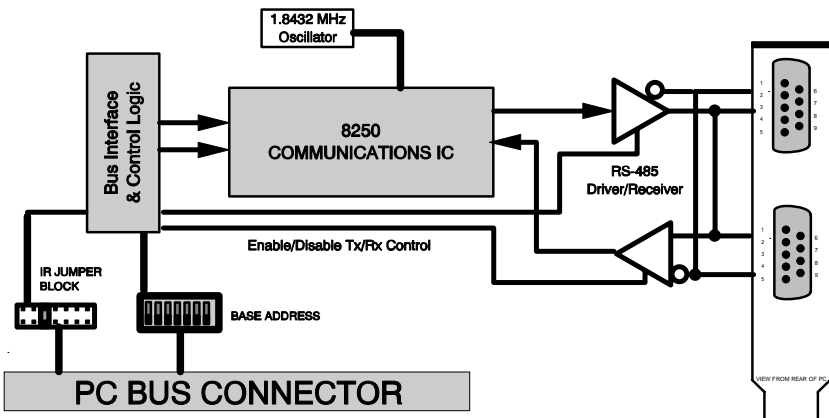 1.8432 MHz
Oscillator
Bus Interface
& Control Logic
8250
COMMUNICATIONS IC
RS-485
Driver/Receiver
Enable/Disable Tx/Rx Control
IR JUMPER
BLOCK
BASE ADDRESS
PC BUS CONNECTOR
1
2
3
4
5
6
7
8
9
1
2
3
4
5
6
7
8
9
VIEW FROM REAR OF PC